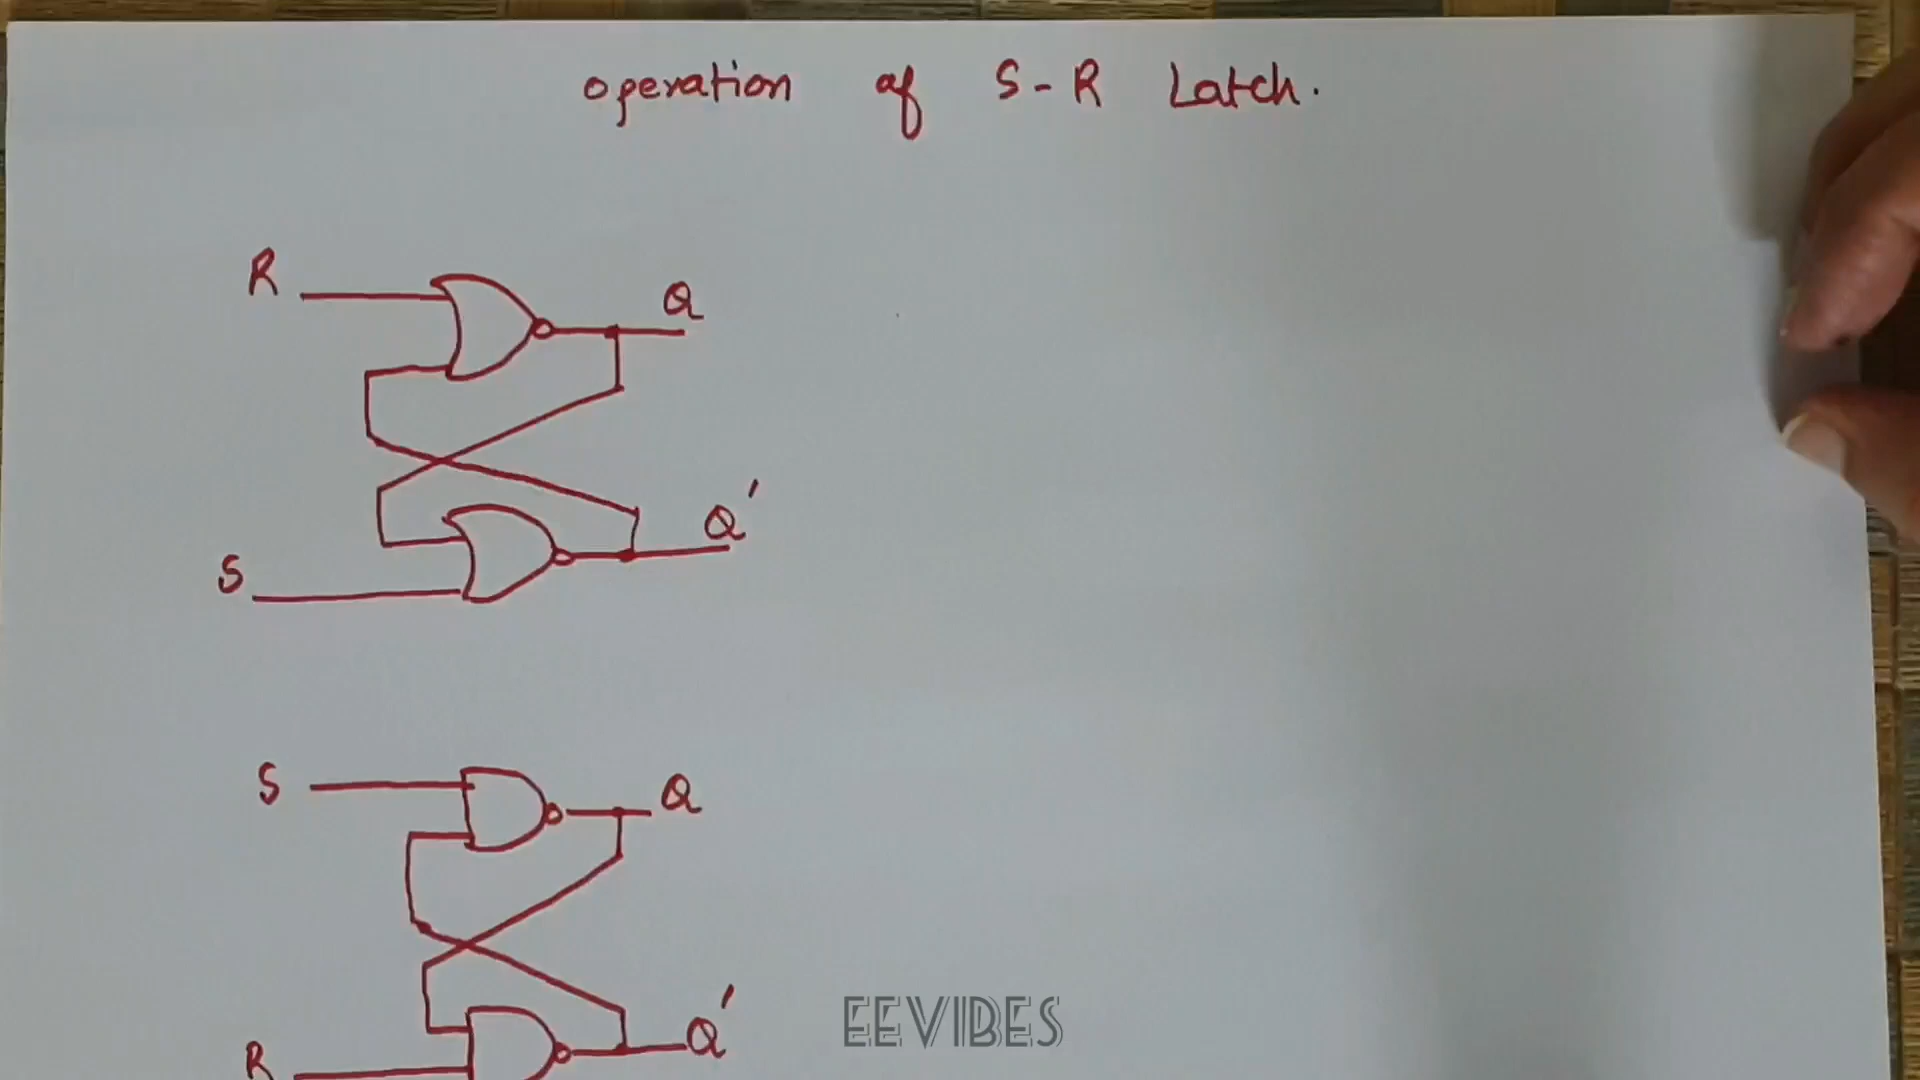 operation of S-R Latch.
R
Q
Q'
S
S
Q
Q'
R
EEVIBES